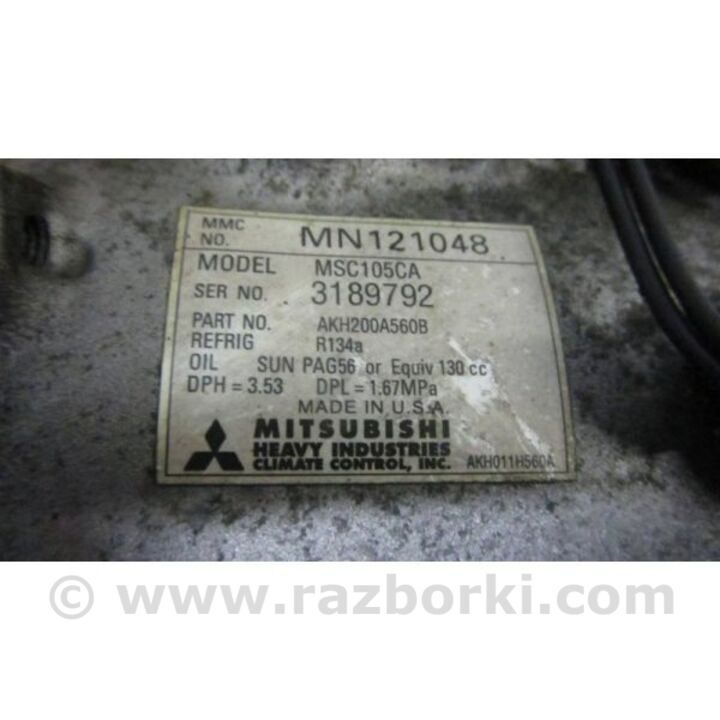 MMC NO. MN121048
MODEL MSC105CA
SER NO. 3189792
PART NO. AKH200A560B
REFRIG R134a
OIL SUN PAG56 or Equiv 130 cc
DPH = 3.53 DPL = 1.67MPa
MADE IN U.S.A.
MITSUBISHI
HEAVY INDUSTRIES
CLIMATE CONTROL, INC.
AKH011H560A
© www.razborki.com